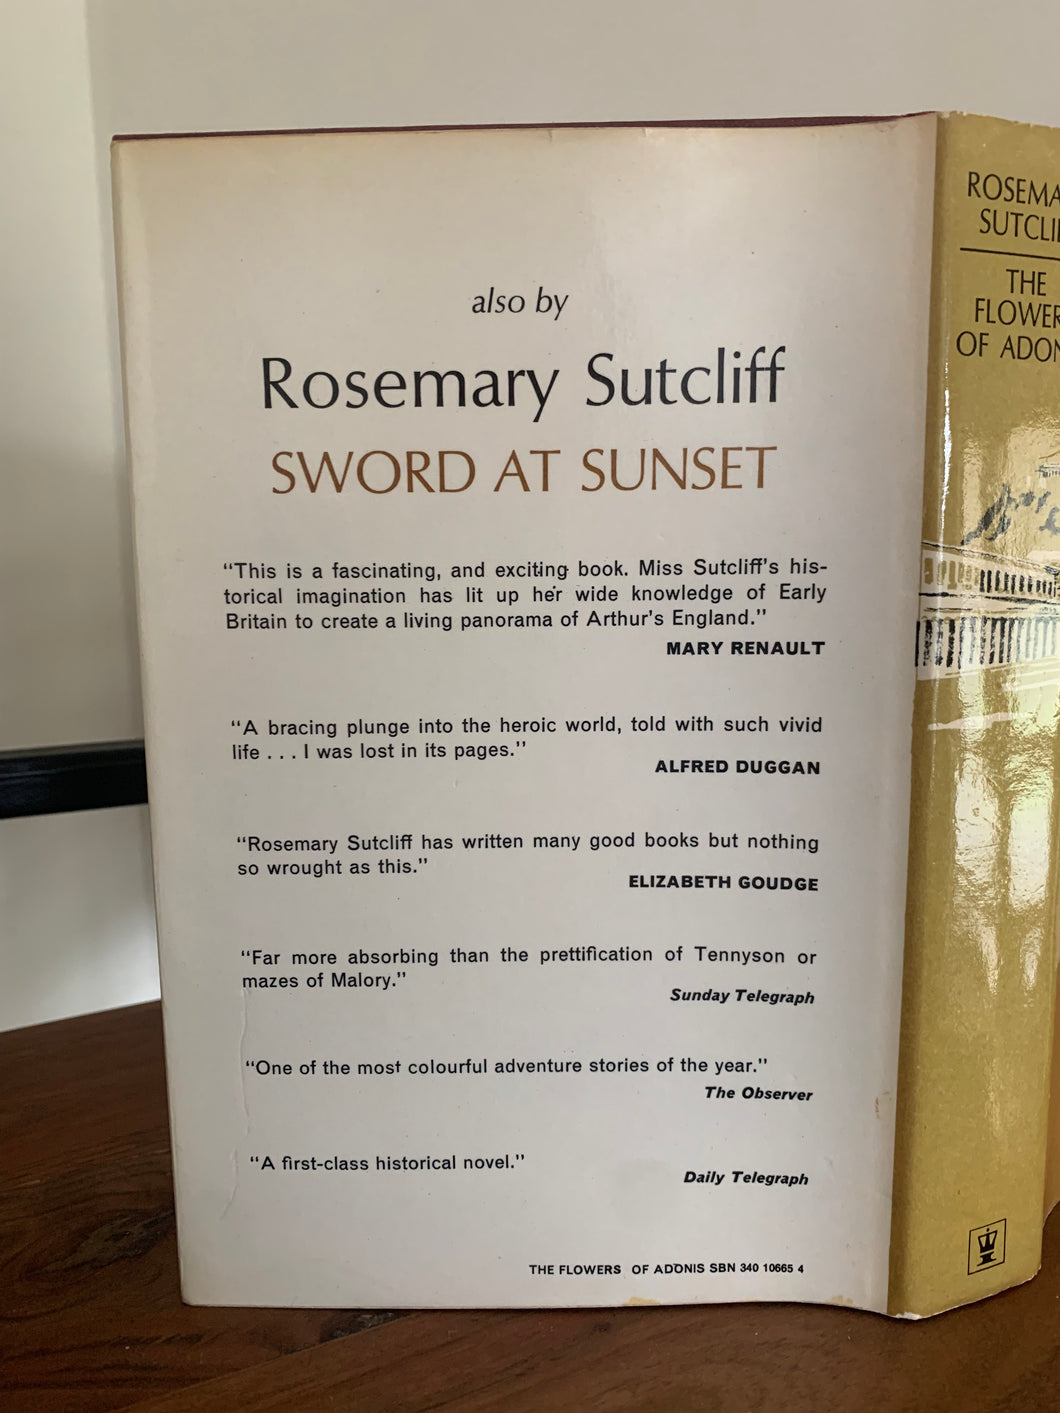 also by
Rosemary Sutcliff
SWORD AT SUNSET
"This is a fascinating, and exciting book. Miss Sutcliff's his-
torical imagination has lit up her wide knowledge of Early
Britain to create a living panorama of Arthur's England."
MARY RENAULT
"A bracing plunge into the heroic world, told with such vivid
life . . . I was lost in its pages."
ALFRED DUGGAN
"Rosemary Sutcliff has written many good books but nothing
so wrought as this."
ELIZABETH GOUDGE
"Far more absorbing than the prettification of Tennyson or
mazes of Malory."
Sunday Telegraph
"One of the most colourful adventure stories of the year."
The Observer
"A first-class historical novel."
Daily Telegraph
THE FLOWERS OF ADONIS SBN 340 10665 4
ROSEMA
SUTCLI
THE
FLOWER
OF ADON